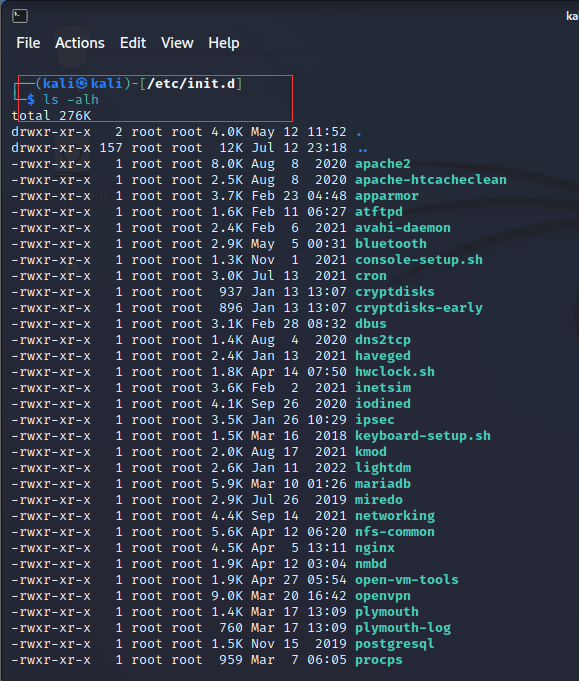 ka
File Actions Edit View Help
┌──(kali㉿kali)-[/etc/init.d]
└─$ ls -alh
total 276K
drwxr-xr-x 2 root root 4.0K May 12 11:52 .
drwxr-xr-x 157 root root 12K Jul 12 23:18 ..
-rwxr-xr-x 1 root root 8.0K Aug 8 2020 apache2
-rwxr-xr-x 1 root root 2.5K Aug 8 2020 apache-htcacheclean
-rwxr-xr-x 1 root root 3.7K Feb 23 04:48 apparmor
-rwxr-xr-x 1 root root 1.6K Feb 11 06:27 atftpd
-rwxr-xr-x 1 root root 2.4K Feb 6 2021 avahi-daemon
-rwxr-xr-x 1 root root 2.9K May 5 00:31 bluetooth
-rwxr-xr-x 1 root root 1.3K Nov 1 2021 console-setup.sh
-rwxr-xr-x 1 root root 3.0K Jul 13 2021 cron
-rwxr-xr-x 1 root root 937 Jan 13 13:07 cryptdisks
-rwxr-xr-x 1 root root 896 Jan 13 13:07 cryptdisks-early
-rwxr-xr-x 1 root root 3.1K Feb 28 08:32 dbus
-rwxr-xr-x 1 root root 1.4K Aug 4 2020 dns2tcp
-rwxr-xr-x 1 root root 2.4K Jan 13 2021 haveged
-rwxr-xr-x 1 root root 1.8K Apr 14 07:50 hwclock.sh
-rwxr-xr-x 1 root root 3.6K Feb 2 2021 inetsim
-rwxr-xr-x 1 root root 4.1K Sep 26 2020 iodined
-rwxr-xr-x 1 root root 3.5K Jan 26 10:29 ipsec
-rwxr-xr-x 1 root root 1.5K Mar 16 2018 keyboard-setup.sh
-rwxr-xr-x 1 root root 2.0K Aug 17 2021 kmod
-rwxr-xr-x 1 root root 2.6K Jan 11 2022 lightdm
-rwxr-xr-x 1 root root 5.9K Mar 10 01:26 mariadb
-rwxr-xr-x 1 root root 2.9K Jul 26 2019 miredo
-rwxr-xr-x 1 root root 4.4K Sep 14 2021 networking
-rwxr-xr-x 1 root root 5.6K Apr 12 06:20 nfs-common
-rwxr-xr-x 1 root root 4.5K Apr 5 13:11 nginx
-rwxr-xr-x 1 root root 1.9K Apr 12 03:04 nmbd
-rwxr-xr-x 1 root root 1.9K Apr 27 05:54 open-vm-tools
-rwxr-xr-x 1 root root 9.0K Mar 20 16:42 openvpn
-rwxr-xr-x 1 root root 1.4K Mar 17 13:09 plymouth
-rwxr-xr-x 1 root root 760 Mar 17 13:09 plymouth-log
-rwxr-xr-x 1 root root 1.5K Nov 15 2019 postgresql
-rwxr-xr-x 1 root root 959 Mar 7 06:05 procps